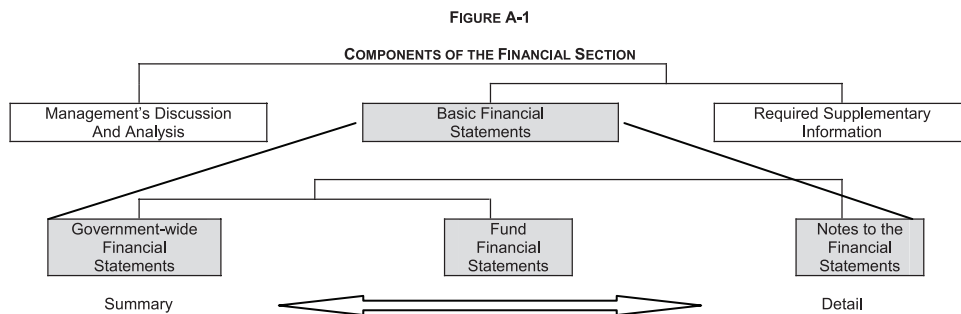 FIGURE A-1
COMPONENTS OF THE FINANCIAL SECTION
Management's Discussion
And Analysis
Basic Financial
Statements
Required Supplementary
Information
Government-wide
Financial
Statements
Fund
Financial
Statements
Notes to the
Financial
Statements
Summary
Detail